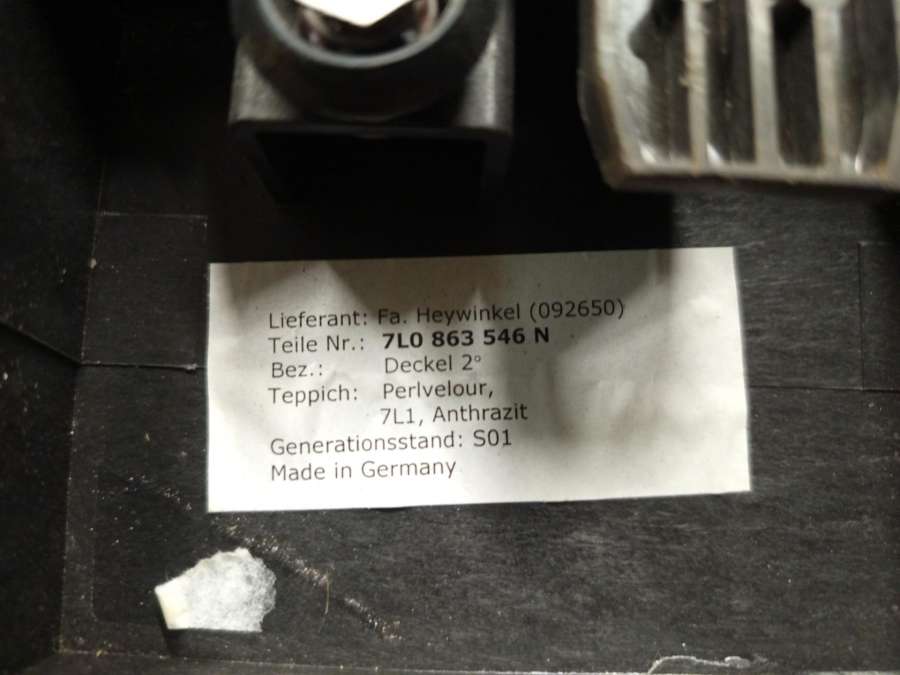 Lieferant: Fa. Heywinkel (092650)
Teile Nr.: 7L0 863 546 N
Bez.: Deckel 2°
Teppich: Perlvelour,
7L1, Anthrazit
Generationsstand: S01
Made in Germany